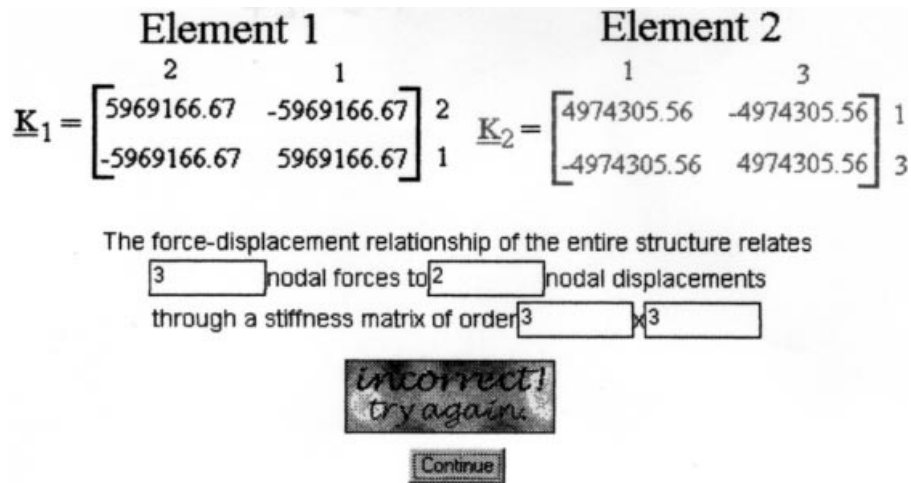 Element 1 Element 2
2 1 1 3
K1 = [ 5969166.67 -5969166.67 ] 2 K2 = [ 4974305.56 -4974305.56 ] 1
-5969166.67 5969166.67 1 -4974305.56 4974305.56 3
The force-displacement relationship of the entire structure relates
3 nodal forces to 2 nodal displacements
through a stiffness matrix of order 3 x 3
incorrect!
try again.
Continue